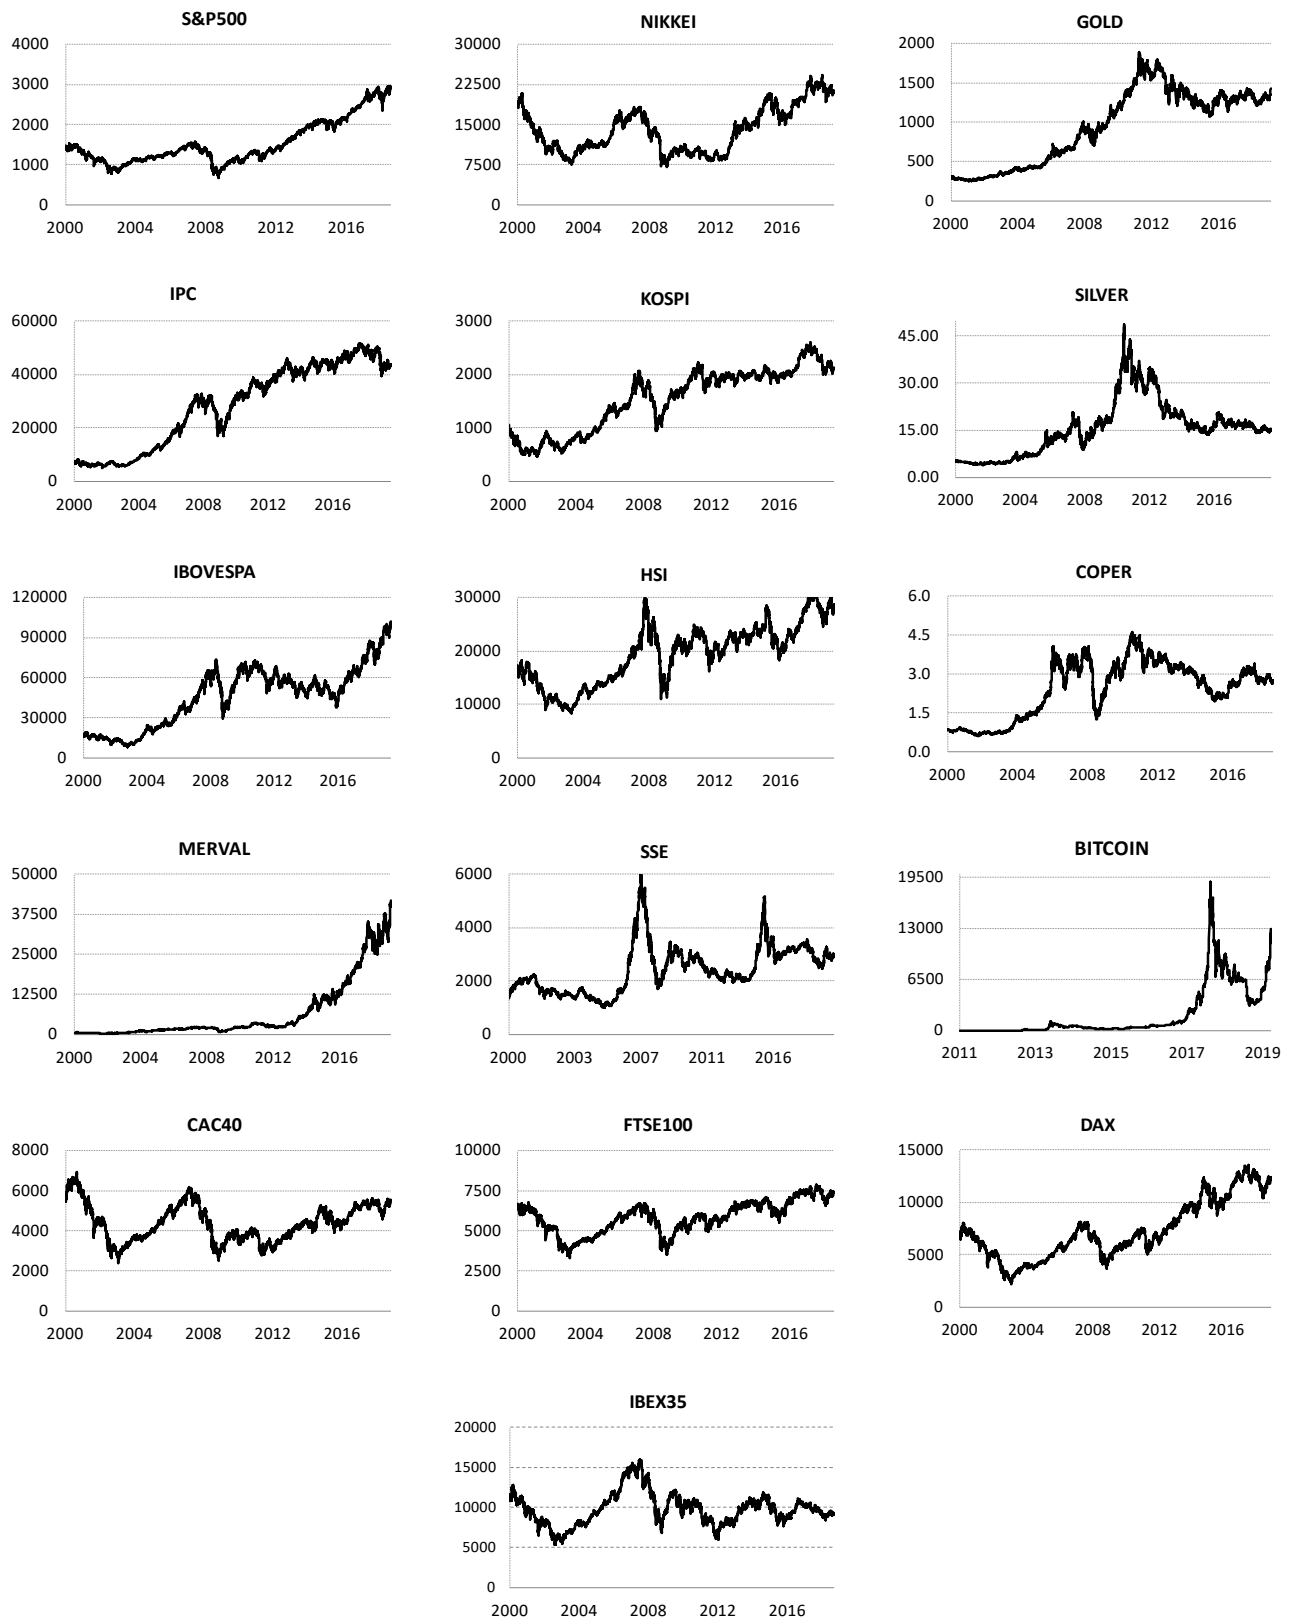 S&P500
4000
3000
2000
1000
0
2000 2004 2008 2012 2016
NIKKEI
30000
22500
15000
7500
0
2000 2004 2008 2012 2016
GOLD
2000
1500
1000
500
0
2000 2004 2008 2012 2016
IPC
60000
40000
20000
0
2000 2004 2008 2012 2016
KOSPI
3000
2000
1000
0
2000 2004 2008 2012 2016
SILVER
45.00
30.00
15.00
0.00
2000 2004 2008 2012 2016
IBOVESPA
120000
90000
60000
30000
0
2000 2004 2008 2012 2016
HSI
30000
20000
10000
0
2000 2004 2008 2012 2016
COPER
6.0
4.5
3.0
1.5
0.0
2000 2004 2008 2012 2016
MERVAL
50000
37500
25000
12500
0
2000 2004 2008 2012 2016
SSE
6000
4000
2000
0
2000 2003 2007 2011 2016
BITCOIN
19500
13000
6500
0
2011 2013 2015 2017 2019
CAC40
8000
6000
4000
2000
0
2000 2004 2008 2012 2016
FTSE100
10000
7500
5000
2500
0
2000 2004 2008 2012 2016
DAX
15000
10000
5000
0
2000 2004 2008 2012 2016
IBEX35
20000
15000
10000
5000
0
2000 2004 2008 2012 2016